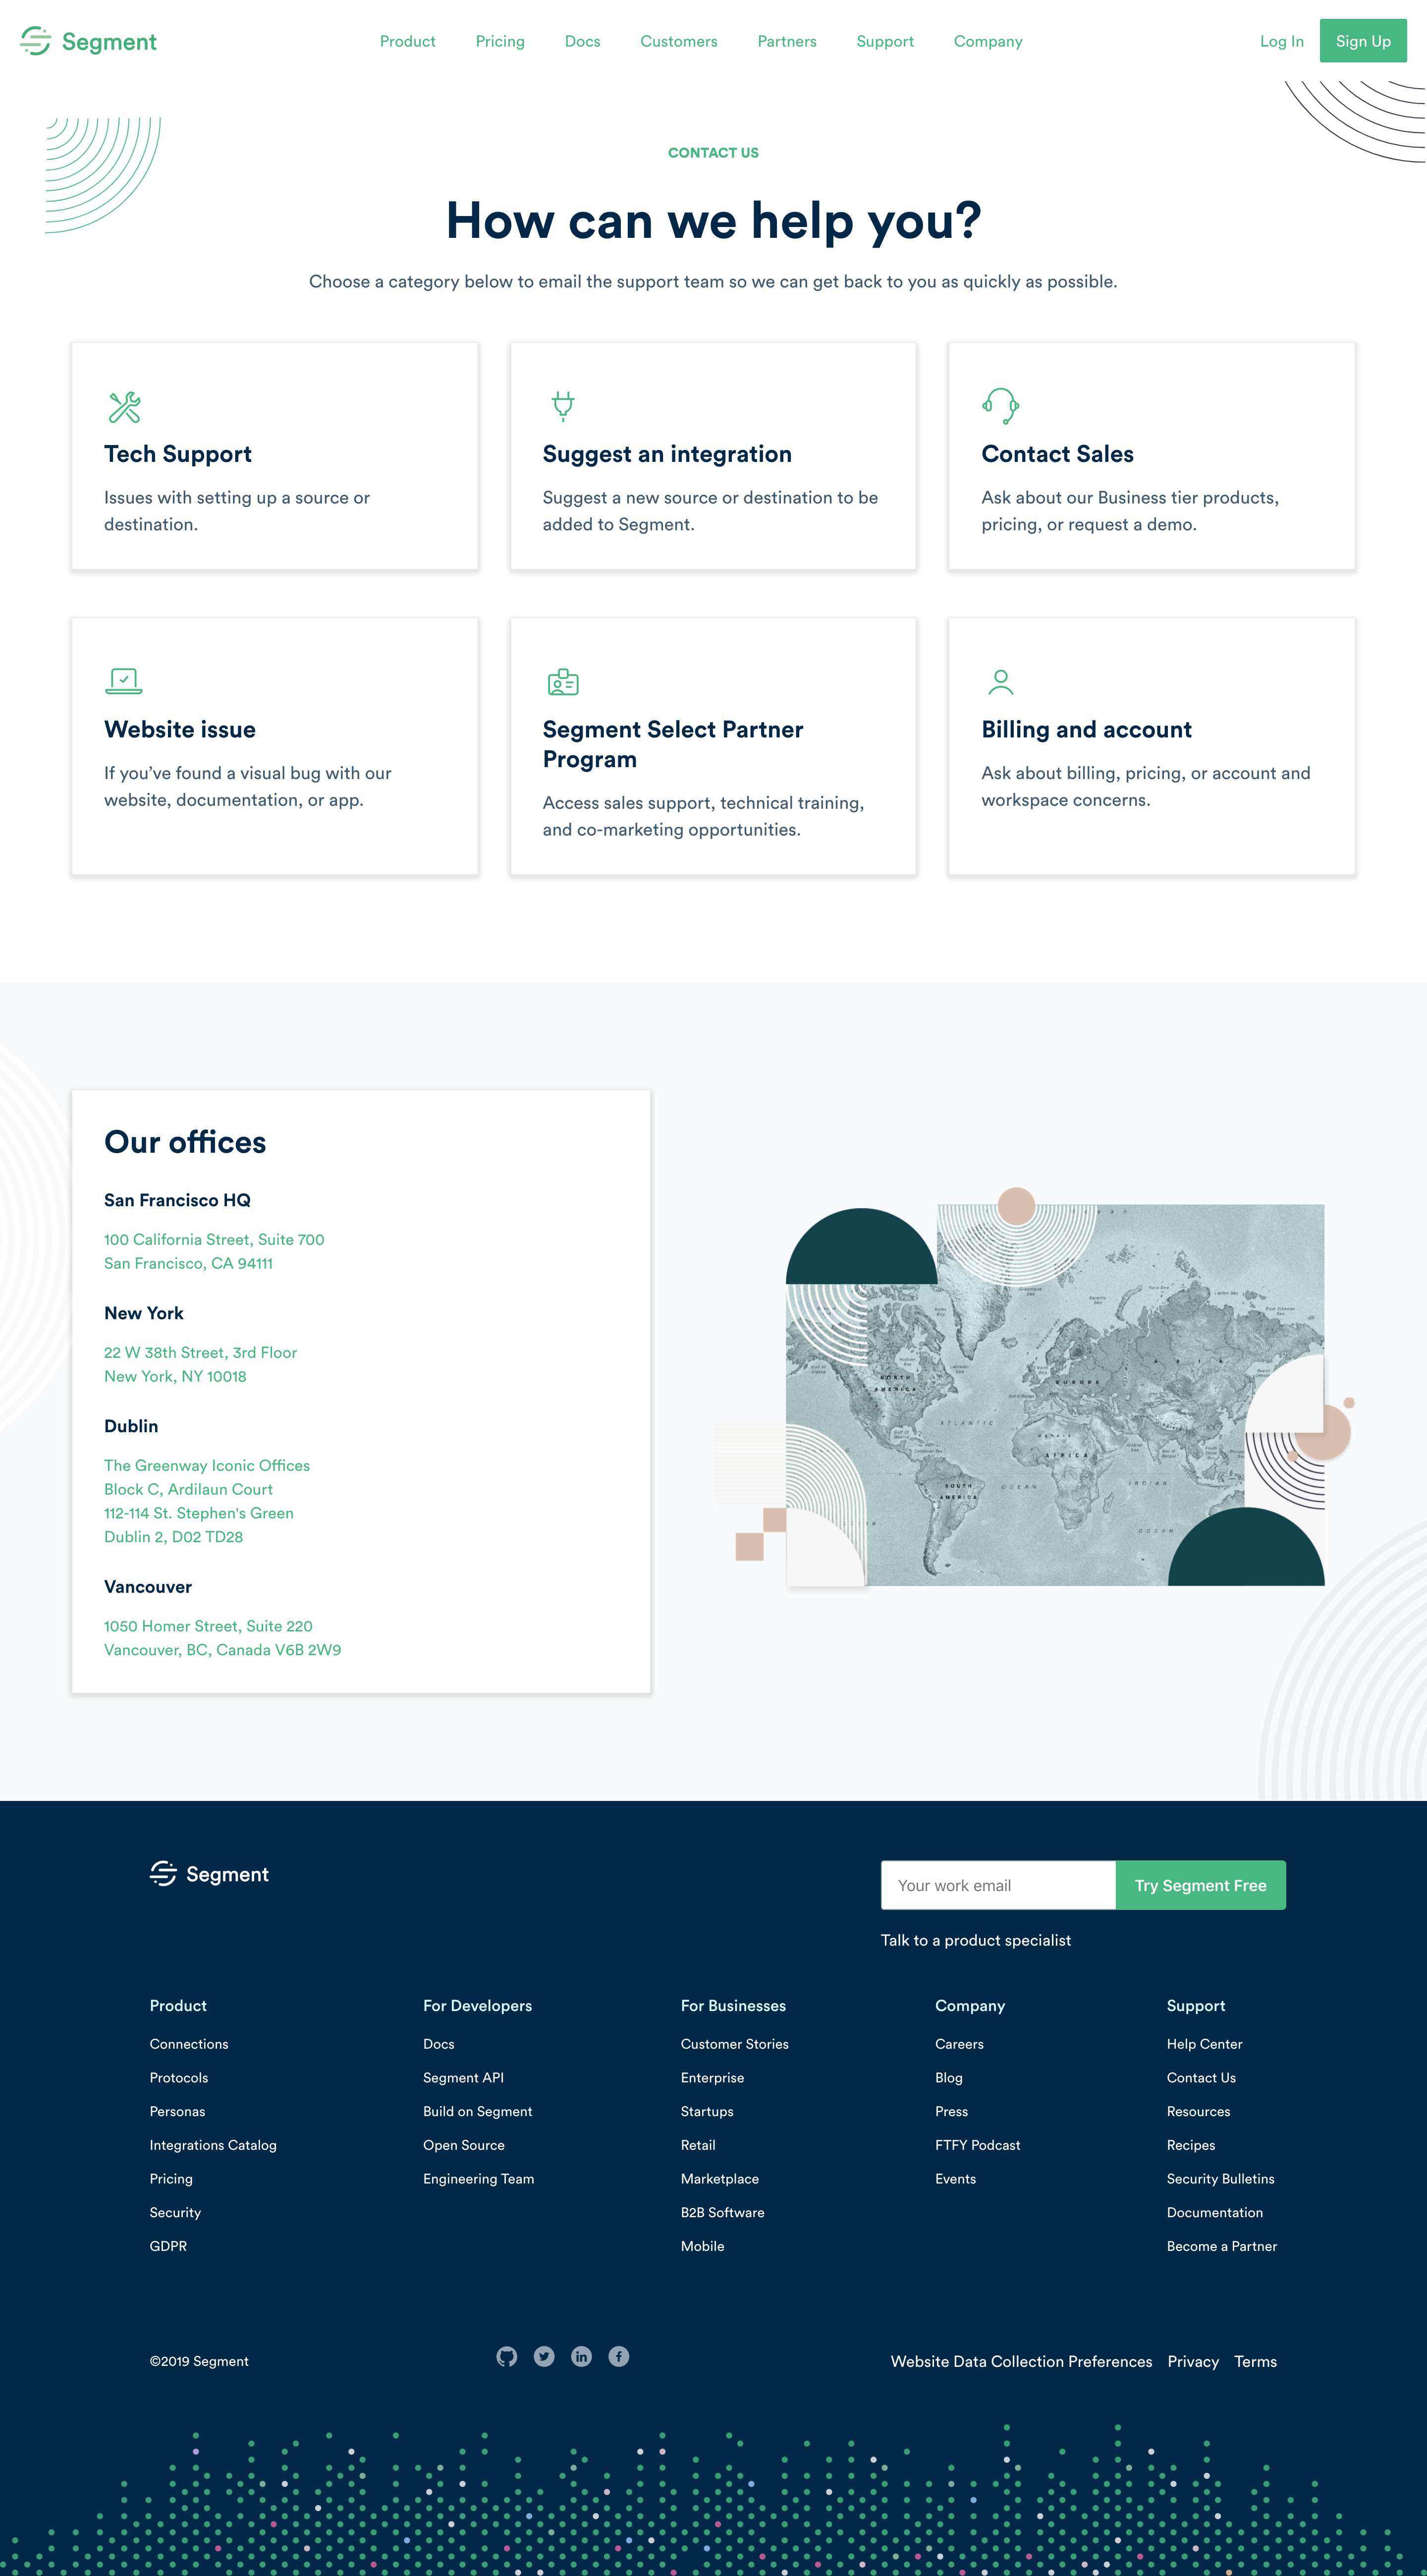 Segment
Product Pricing Docs Customers Partners Support Company
Log In Sign Up
CONTACT US
How can we help you?
Choose a category below to email the support team so we can get back to you as quickly as possible.
Tech Support
Issues with setting up a source or
destination.
Suggest an integration
Suggest a new source or destination to be
added to Segment.
Contact Sales
Ask about our Business tier products,
pricing, or request a demo.
Website issue
If you’ve found a visual bug with our
website, documentation, or app.
Segment Select Partner
Program
Access sales support, technical training,
and co-marketing opportunities.
Billing and account
Ask about billing, pricing, or account and
workspace concerns.
Our offices
San Francisco HQ
100 California Street, Suite 700
San Francisco, CA 94111
New York
22 W 38th Street, 3rd Floor
New York, NY 10018
Dublin
The Greenway Iconic Offices
Block C, Ardilaun Court
112-114 St. Stephen's Green
Dublin 2, D02 TD28
Vancouver
1050 Homer Street, Suite 220
Vancouver, BC, Canada V6B 2W9
NORTH
AMERICA
EUROPE
ASIA
ATLANTIC
AFRICA
SOUTH
AMERICA
OCEAN
INDIAN
OCEAN
Segment
Your work email
Try Segment Free
Talk to a product specialist
Product
Connections
Protocols
Personas
Integrations Catalog
Pricing
Security
GDPR
For Developers
Docs
Segment API
Build on Segment
Open Source
Engineering Team
For Businesses
Customer Stories
Enterprise
Startups
Retail
Marketplace
B2B Software
Mobile
Company
Careers
Blog
Press
FTFY Podcast
Events
Support
Help Center
Contact Us
Resources
Recipes
Security Bulletins
Documentation
Become a Partner
©2019 Segment
Website Data Collection Preferences Privacy Terms